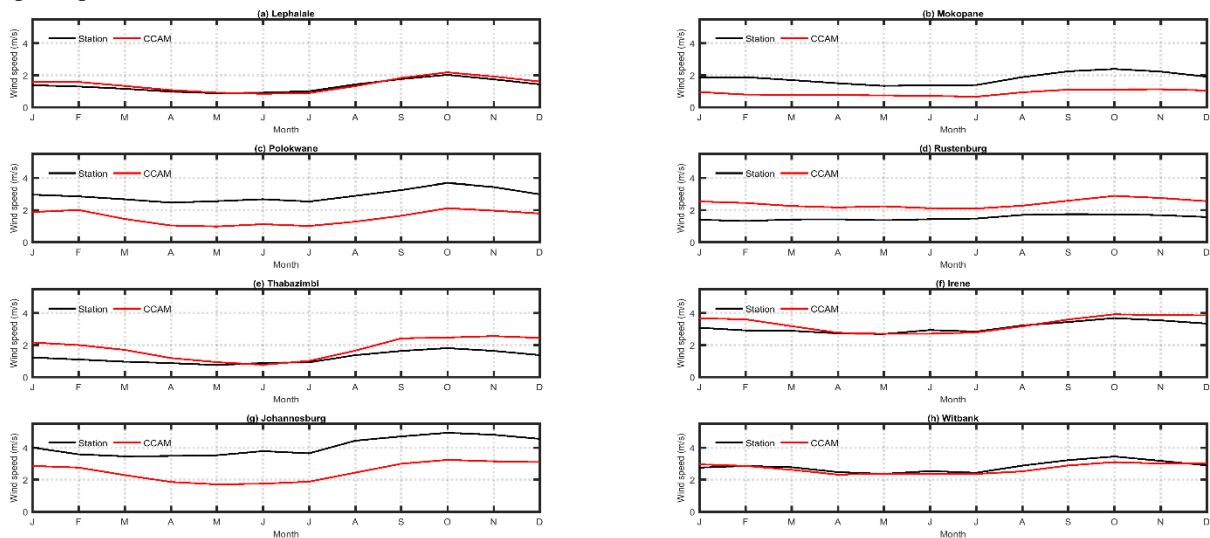 (a) Lephalale
Wind speed (m/s)
4
2
0
Station CCAM
J F M A M J J A S O N D
Month
(b) Mokopane
Wind speed (m/s)
4
2
0
Station CCAM
J F M A M J J A S O N D
Month
(c) Polokwane
Wind speed (m/s)
4
2
0
Station CCAM
J F M A M J J A S O N D
Month
(d) Rustenburg
Wind speed (m/s)
4
2
0
Station CCAM
J F M A M J J A S O N D
Month
(e) Thabazimbi
Wind speed (m/s)
4
2
0
Station CCAM
J F M A M J J A S O N D
Month
(f) Irene
Wind speed (m/s)
4
2
0
Station CCAM
J F M A M J J A S O N D
Month
(g) Johannesburg
Wind speed (m/s)
4
2
0
Station CCAM
J F M A M J J A S O N D
Month
(h) Witbank
Wind speed (m/s)
4
2
0
Station CCAM
J F M A M J J A S O N D
Month